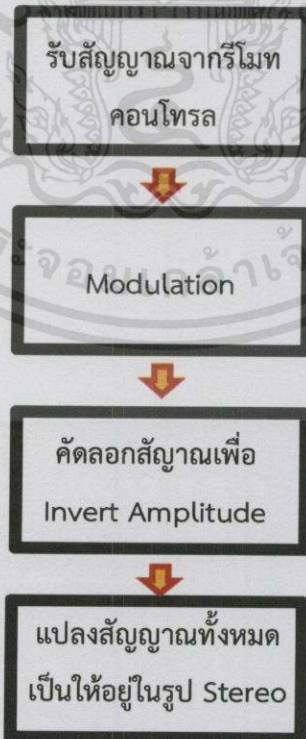 รับสัญญาณจากรีโมท
คอนโทรล
Modulation
คัดลอกสัญาณเพื่อ
Invert Amplitude
แปลงสัญญาณทั้งหมด
เป็นให้อยู่ในรูป Stereo